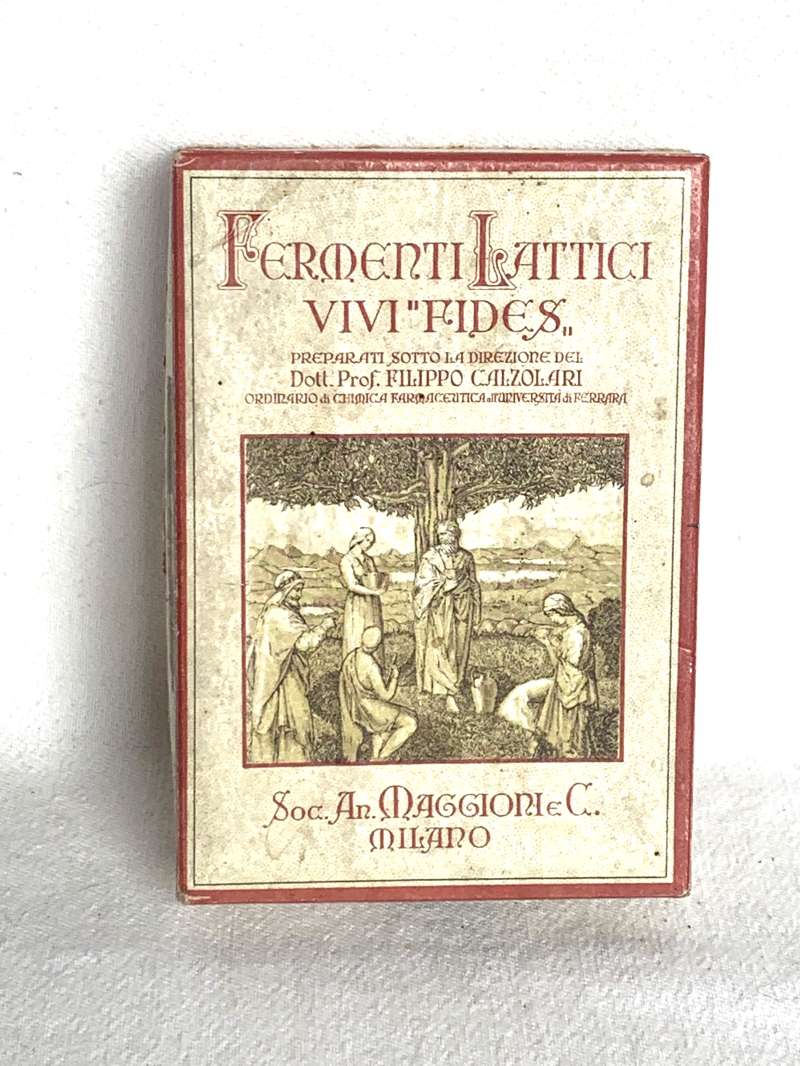 FERMENTI LATTICI
VIVI "FIDES„
PREPARATI SOTTO LA DIREZIONE DEL
Dott. Prof. FILIPPO CALZOLARI
ORDINARIO di CHIMICA FARMACEUTICA all'UNIVERSITÀ di FERRARA
Soc. An. MAGGIONI E C.
MILANO